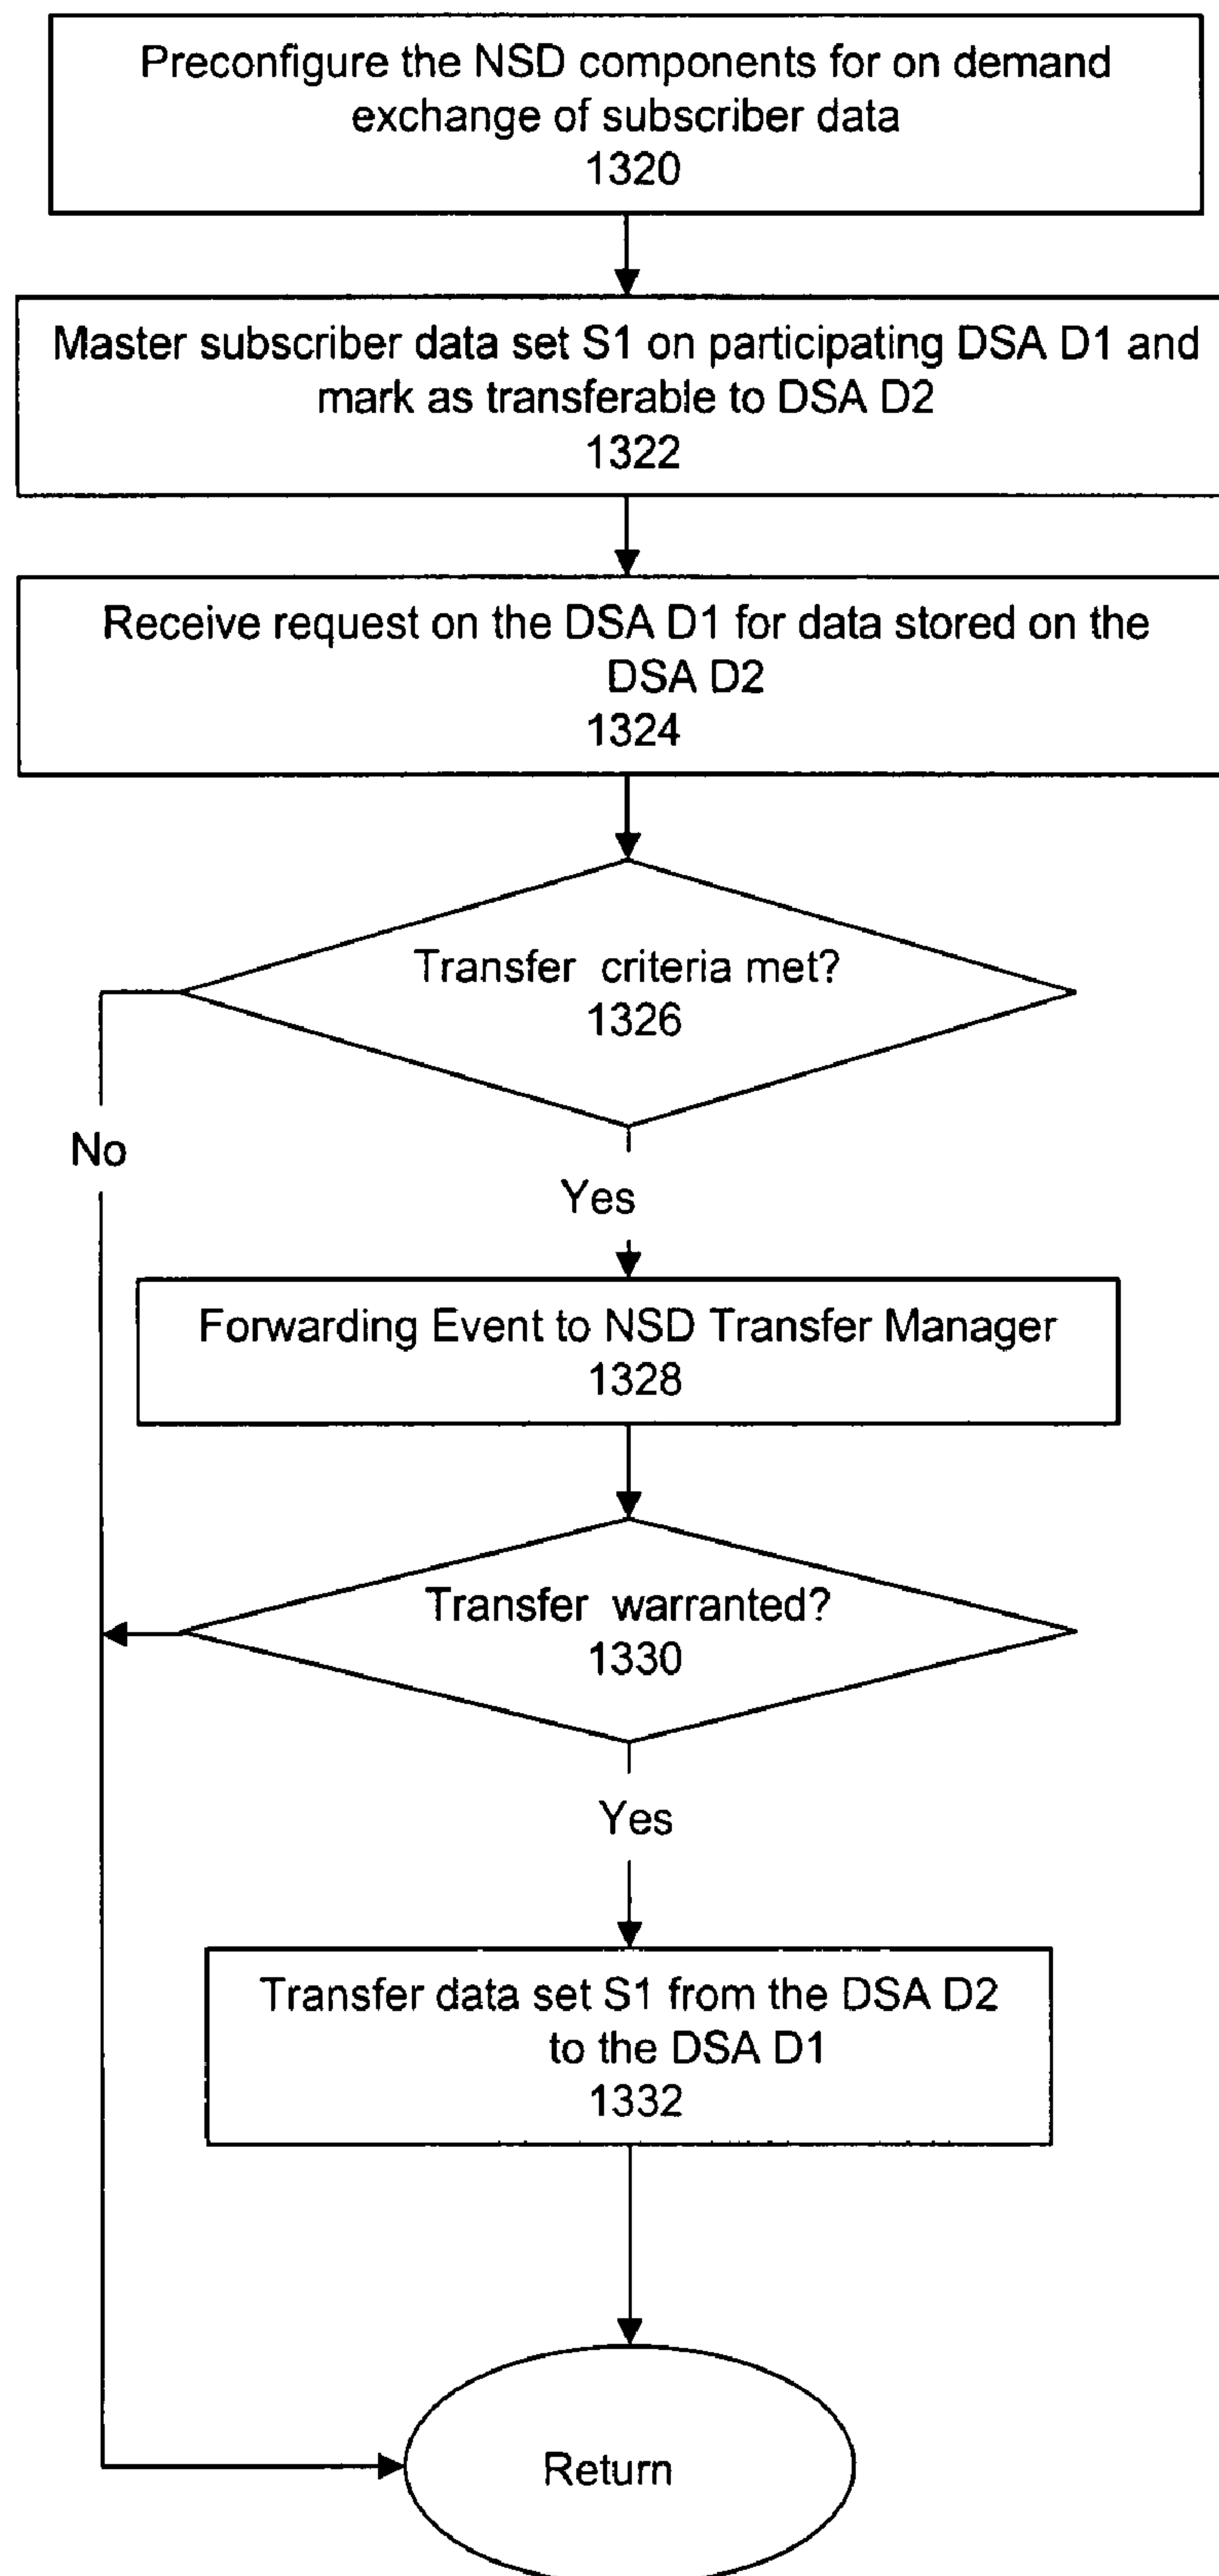 Preconfigure the NSD components for on demand
exchange of subscriber data
1320
Master subscriber data set S1 on participating DSA D1 and
mark as transferable to DSA D2
1322
Receive request on the DSA D1 for data stored on the
DSA D2
1324
Transfer criteria met?
1326
No
Yes
Forwarding Event to NSD Transfer Manager
1328
Transfer warranted?
1330
Yes
Transfer data set S1 from the DSA D2
to the DSA D1
1332
Return